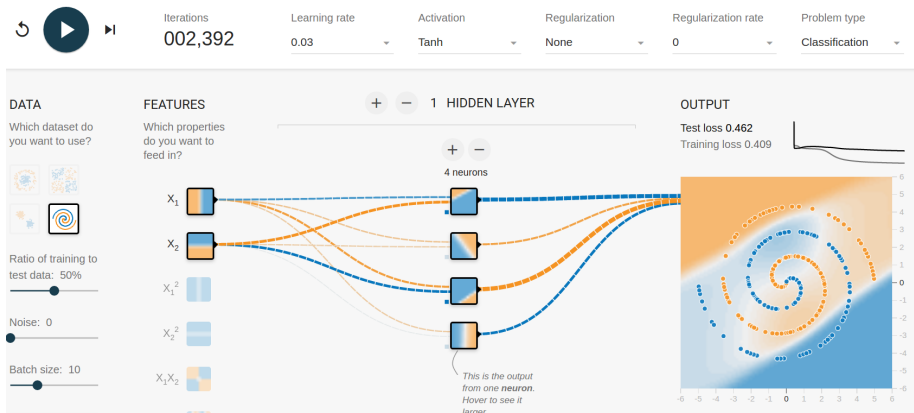 Iterations
002,392
Learning rate
0.03
Activation
Tanh
Regularization
None
Regularization rate
0
Problem type
Classification
DATA
Which dataset do
you want to use?
Ratio of training to
test data: 50%
Noise: 0
Batch size: 10
FEATURES
Which properties
do you want to
feed in?
X₁
X₂
X₁²
X₂²
X₁X₂
+ − 1 HIDDEN LAYER
+ −
4 neurons
This is the output
from one neuron.
Hover to see it
larger.
OUTPUT
Test loss 0.462
Training loss 0.409
6
5
4
3
2
1
0
-1
-2
-3
-4
-5
-6
-6 -5 -4 -3 -2 -1 0 1 2 3 4 5 6